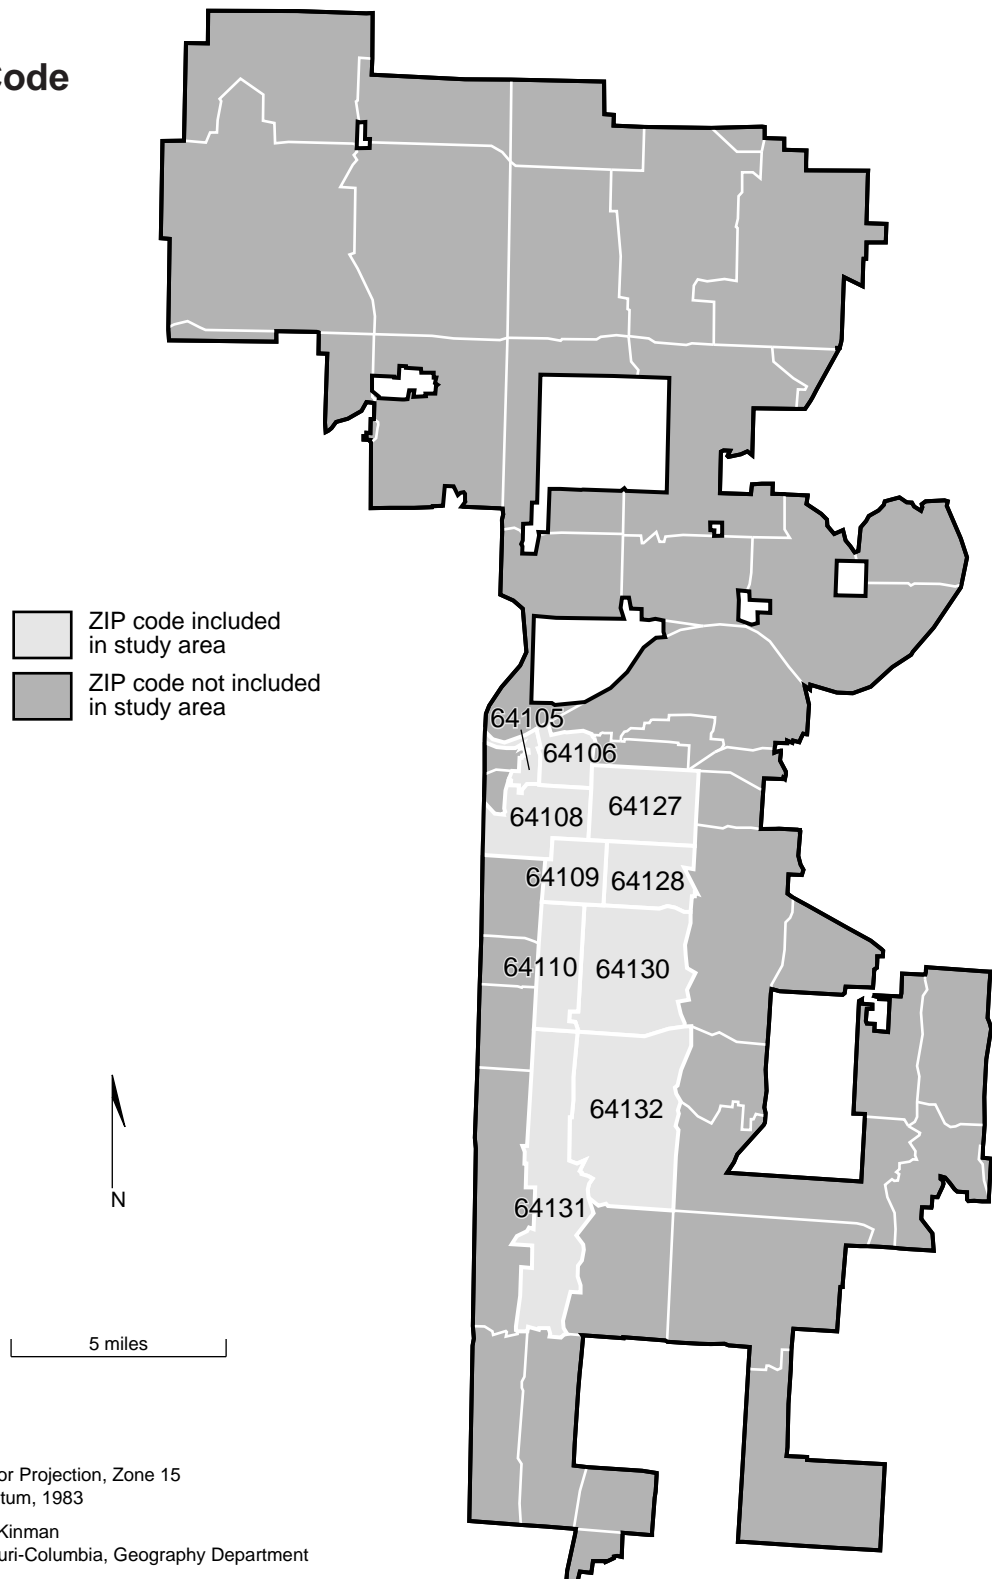 Code
ZIP code included
in study area
ZIP code not included
in study area
64105
64106
64127
64108
64109
64128
64110
64130
64132
64131
N
5 miles
or Projection, Zone 15
tum, 1983
Kinman
uri-Columbia, Geography Department